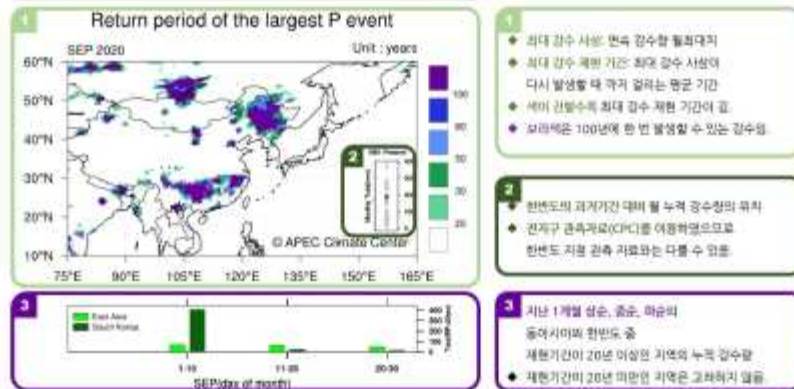 1
Return period of the largest P event
SEP 2020
Unit : years
60°N
50°N
40°N
30°N
20°N
10°N
75°E
90°E
105°E
120°E
135°E
150°E
165°E
100
30
20
2
© APEC Climate Center
3
East Asia
South Korea
1-10
11-20
SEP(day of month)
400
300
200
100
0
1
최대 강수 사상: 연속 강수량 월최대치
최대 강수 재현 기간: 최대 강수 사상이
다시 발생할 때 까지 걸리는 평균 기간
색이 진할수록 최대 강수 재현 기간이 김.
보라색은 100년에 한 번 발생할 수 있는 강수임.
2
한반도의 과거기간 대비 월 누적 강수량의 위치
전지구 관측자료(CPC)를 이용하였으므로
한반도 지점 관측 자료와는 다를 수 있음.
3
지난 1개월 상순, 중순, 하순의
동아시아와 한반도 중
재현기간이 20년 이상인 지역의 누적 강수량
재현기간이 20년 미만인 지역은 고려하지 않음.